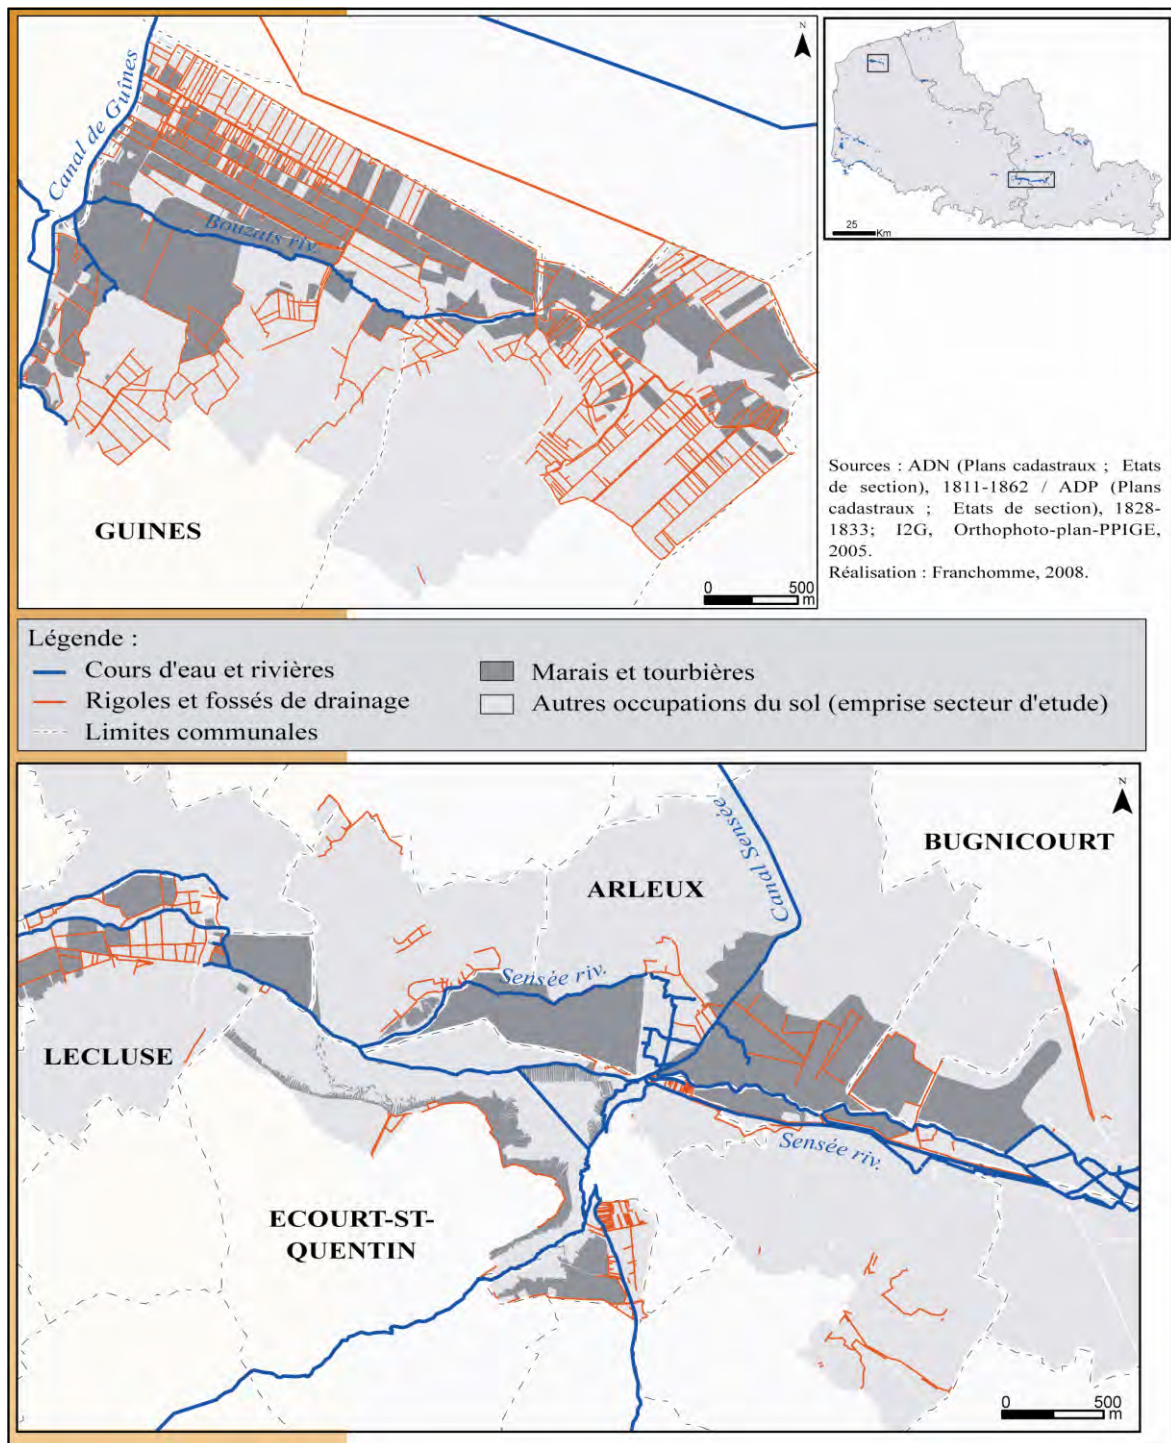 N
Canal de Guînes
Bouzats riv.
GUINES
0 500
m
25
Km
Sources : ADN (Plans cadastraux ; Etats
de section), 1811-1862 / ADP (Plans
cadastraux ; Etats de section), 1828-
1833; I2G, Orthophoto-plan-PPIGE,
2005.
Réalisation : Franchomme, 2008.
Légende :
Cours d'eau et rivières
Rigoles et fossés de drainage
Limites communales
Marais et tourbières
Autres occupations du sol (emprise secteur d'etude)
N
Canal Sensée
BUGNICOURT
ARLEUX
Sensée riv.
LECLUSE
Sensée riv.
ECOURT-ST-
QUENTIN
0 500
m